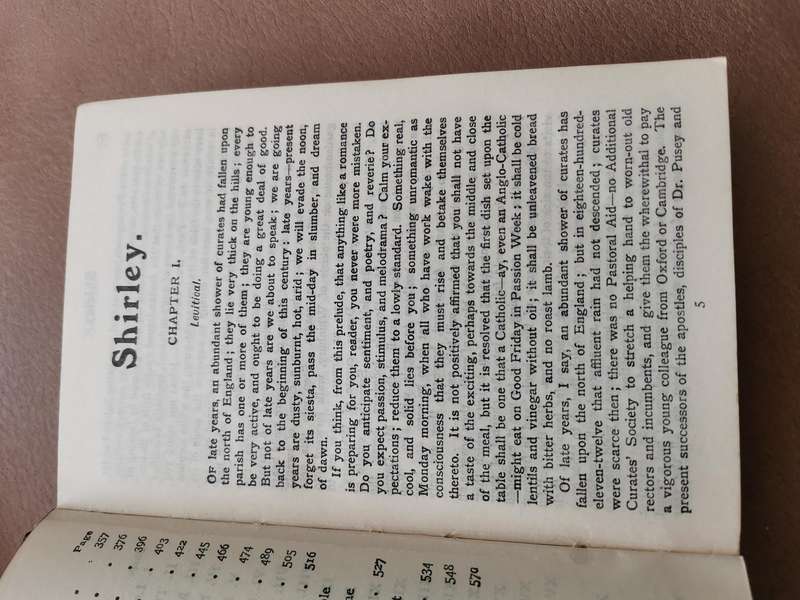 Page
357
376
396
403
422
445
466
474
489
505
516
527
534
548
570
Shirley.
CHAPTER I.
Levitical.
OF late years, an abundant shower of curates had fallen upon
the north of England; they lie very thick on the hills; every
parish has one or more of them; they are young enough to
be very active, and ought to be doing a great deal of good.
But not of late years are we about to speak; we are going
back to the beginning of this century: late years—present
years are dusty, sunburnt, hot, arid; we will evade the noon,
forget its siesta, pass the mid-day in slumber, and dream
of dawn.
If you think, from this prelude, that anything like a romance
is preparing for you, reader, you never were more mistaken.
Do you anticipate sentiment, and poetry, and reverie? Do
you expect passion, stimulus, and melodrama? Calm your ex-
pectations; reduce them to a lowly standard. Something real,
cool, and solid lies before you; something unromantic as
Monday morning, when all who have work wake with the
consciousness that they must rise and betake themselves
thereto. It is not positively affirmed that you shall not have
a taste of the exciting, perhaps towards the middle and close
of the meal, but it is resolved that the first dish set upon the
table shall be one that a Catholic—ay, even an Anglo-Catholic
—might eat on Good Friday in Passion Week; it shall be cold
lentils and vinegar without oil; it shall be unleavened bread
with bitter herbs, and no roast lamb.
Of late years, I say, an abundant shower of curates has
fallen upon the north of England; but in eighteen-hundred-
eleven-twelve that affluent rain had not descended; curates
were scarce then; there was no Pastoral Aid—no Additional
Curates' Society to stretch a helping hand to worn-out old
rectors and incumbents, and give them the wherewithal to pay
a vigorous young colleague from Oxford or Cambridge. The
present successors of the apostles, disciples of Dr. Pusey and
5